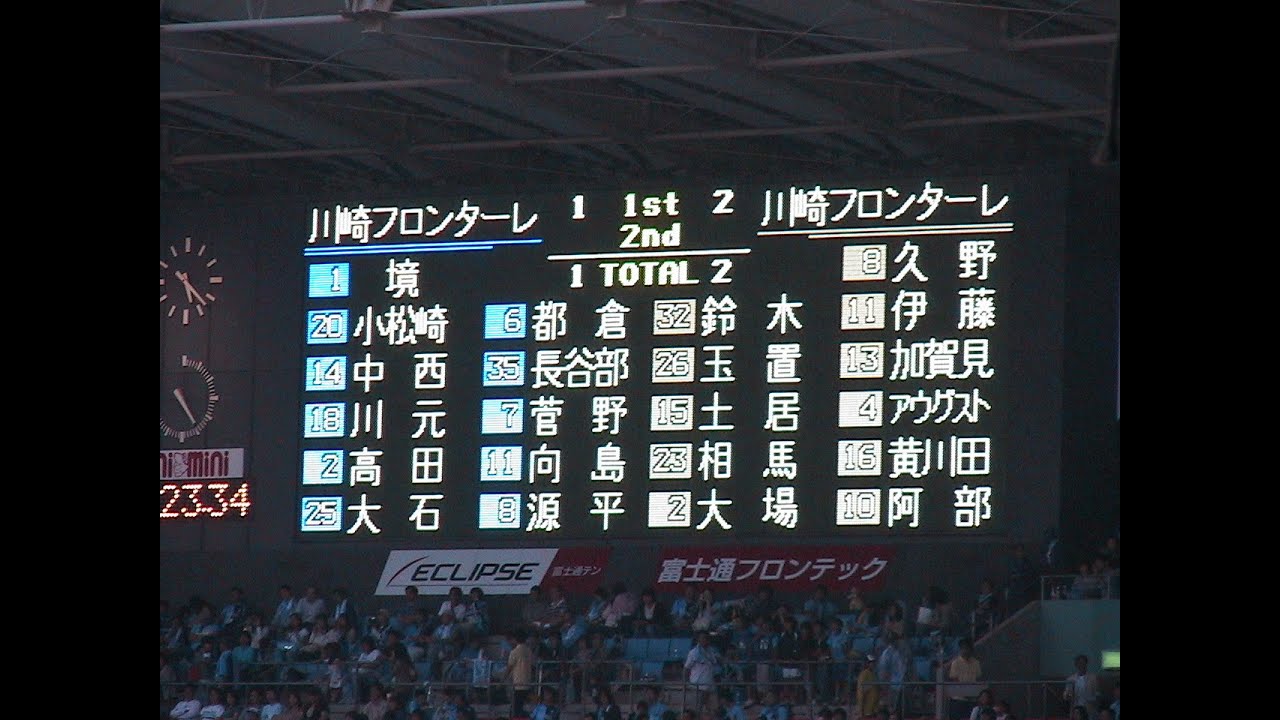 川崎フロンターレ 1 1st 2 川崎フロンターレ
2nd
1 TOTAL 2
1 境 8 久野
20 小松崎 6 都倉 32 鈴木 11 伊藤
14 中西 35 長谷部 26 玉置 13 加賀見
18 川元 7 菅野 15 土居 4 アウグスト
2 高田 11 向島 23 相馬 16 黄川田
25 大石 8 源平 2 大場 10 阿部
mini
23:34
ECLIPSE 富士通テン 富士通フロンテック